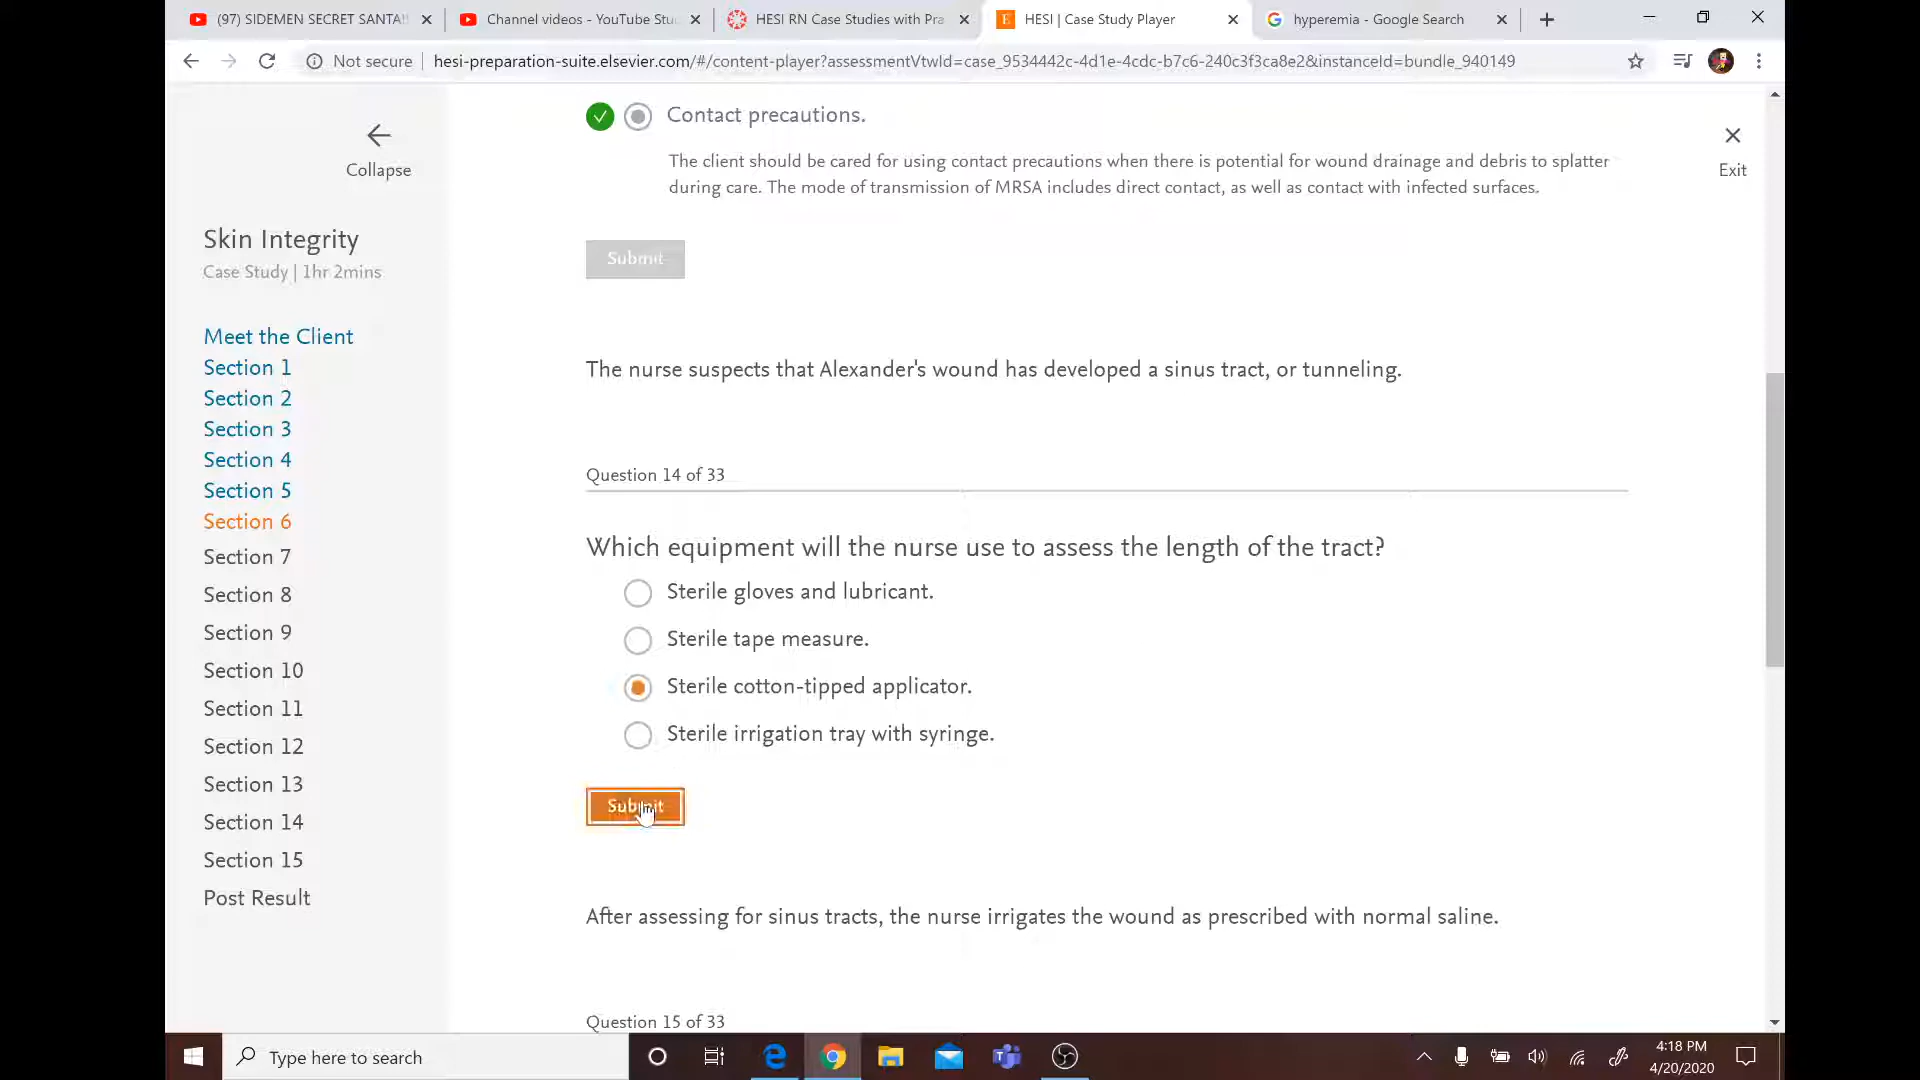 (97) SIDEMEN SECRET SANTA!!
Channel videos - YouTube Stu
HESI RN Case Studies with Pra
HESI | Case Study Player
hyperemia - Google Search
Not secure
hesi-preparation-suite.elsevier.com/#/content-player?assessmentVtwId=case_9534442c-4d1e-4cdc-b7c6-240c3f3ca8e2&instanceId=bundle_940149
Collapse
Skin Integrity
Case Study | 1hr 2mins
Meet the Client
Section 1
Section 2
Section 3
Section 4
Section 5
Section 6
Section 7
Section 8
Section 9
Section 10
Section 11
Section 12
Section 13
Section 14
Section 15
Post Result
Contact precautions.
The client should be cared for using contact precautions when there is potential for wound drainage and debris to splatter
during care. The mode of transmission of MRSA includes direct contact, as well as contact with infected surfaces.
Submit
The nurse suspects that Alexander's wound has developed a sinus tract, or tunneling.
Question 14 of 33
Which equipment will the nurse use to assess the length of the tract?
Sterile gloves and lubricant.
Sterile tape measure.
Sterile cotton-tipped applicator.
Sterile irrigation tray with syringe.
Submit
After assessing for sinus tracts, the nurse irrigates the wound as prescribed with normal saline.
Question 15 of 33
Exit
Type here to search
4:18 PM
4/20/2020